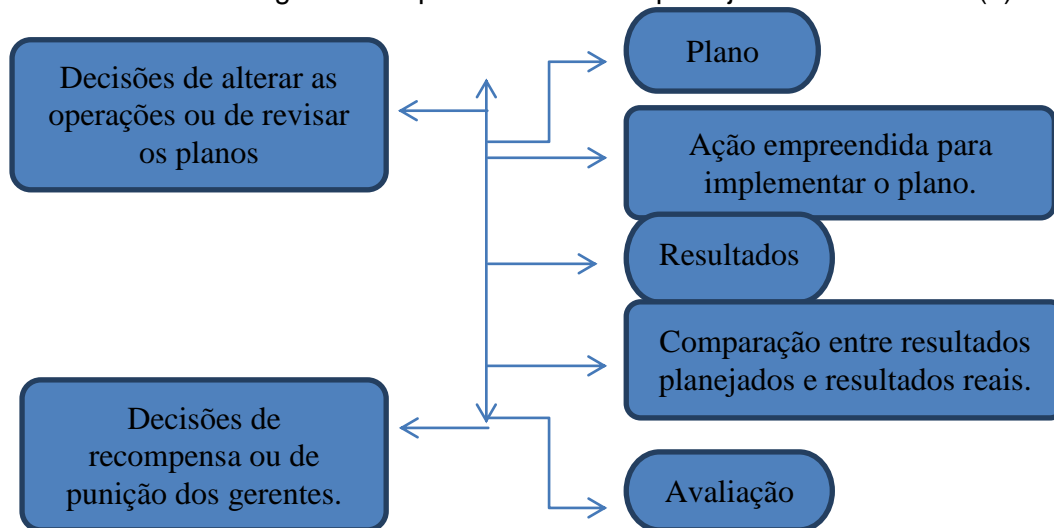 Plano
Decisões de alterar as
operações ou de revisar
os planos
Ação empreendida para
implementar o plano.
Resultados
Comparação entre resultados
planejados e resultados reais.
Decisões de
recompensa ou de
punição dos gerentes.
Avaliação